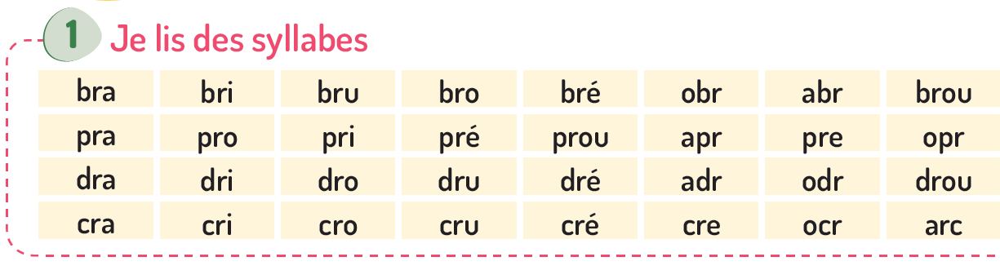 1 Je lis des syllabes
bra bri bru bro bré obr abr brou
pra pro pri pré prou apr pre opr
dra dri dro dru dré adr odr drou
cra cri cro cru cré cre ocr arc